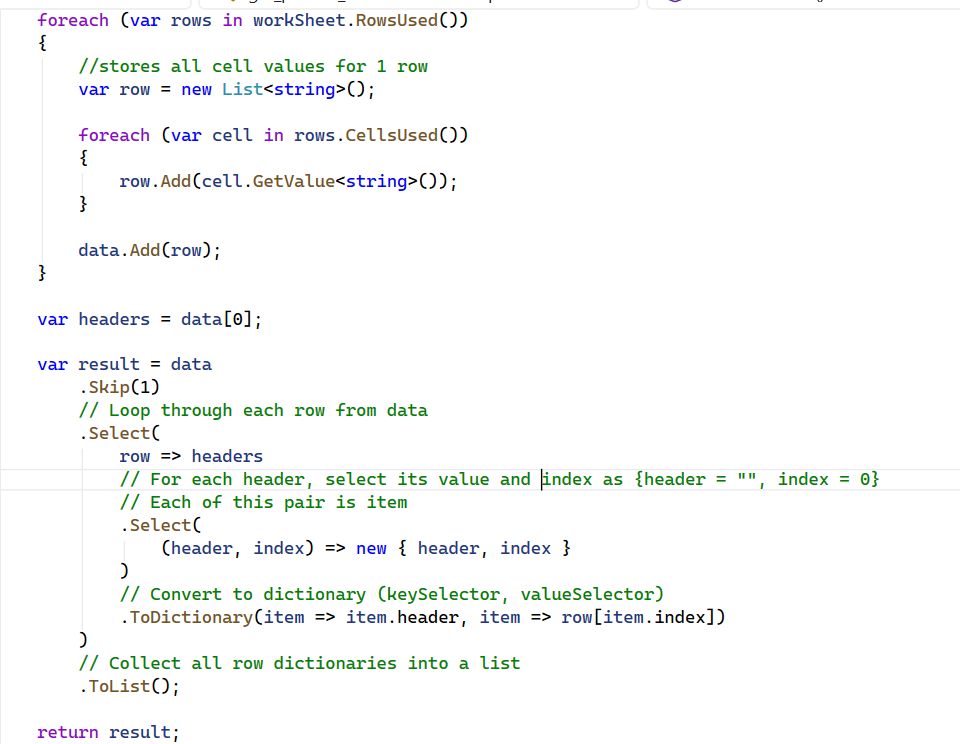 foreach (var rows in workSheet.RowsUsed())
{
//stores all cell values for 1 row
var row = new List<string>();
foreach (var cell in rows.CellsUsed())
{
row.Add(cell.GetValue<string>());
}
data.Add(row);
}
var headers = data[0];
var result = data
.Skip(1)
// Loop through each row from data
.Select(
row => headers
// For each header, select its value and index as {header = "", index = 0}
// Each of this pair is item
.Select(
(header, index) => new { header, index }
)
// Convert to dictionary (keySelector, valueSelector)
.ToDictionary(item => item.header, item => row[item.index])
)
// Collect all row dictionaries into a list
.ToList();
return result;